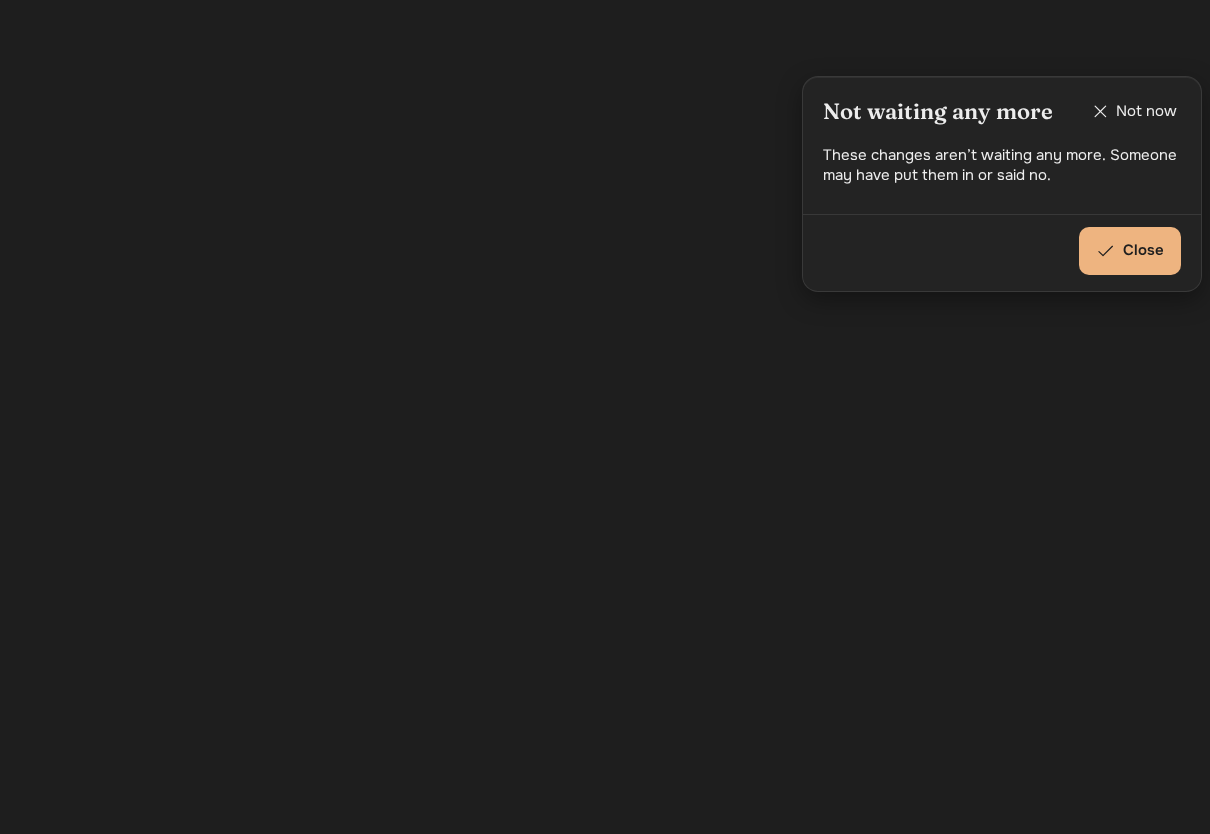 Not waiting any more
Not now
These changes aren’t waiting any more. Someone
may have put them in or said no.
Close